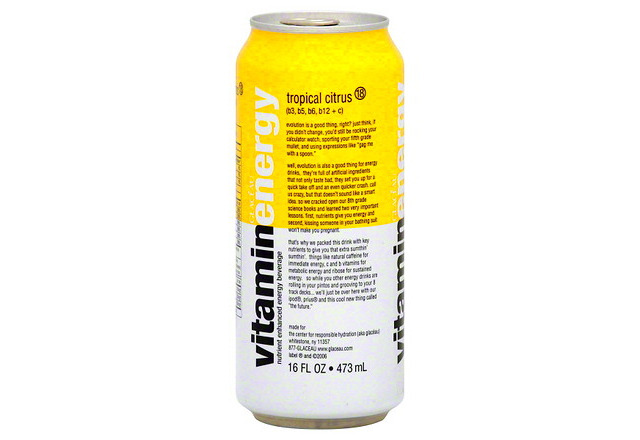 vitaminenergy
nutrient enhanced energy beverage
tropical citrus 18
(b3, b5, b6, b12 + c)
evolution is a good thing, right? just think, if
you didn't change, you'd still be rocking your
calculator watch, sporting your fifth grade
mullet, and using expressions like "gag me
with a spoon."
well, evolution is also a good thing for energy
drinks, they're full of artificial ingredients
that not only taste bad, they set you up for a
quick take off and an even quicker crash. call
us crazy, but that doesn't sound like a smart
idea. so we cracked open our 8th grade
science books and learned two very important
lessons. first, nutrients give you energy and
second, kissing someone in your bathing suit
won't make you pregnant.
that's why we packed this drink with key
nutrients to give you that extra sumthin'
sumthin'. things like natural caffeine for
immediate energy, c and b vitamins for
metabolic energy and ribose for sustained
energy. so while you other energy drinks are
rolling in your pintos and grooving to your 8
track decks... we'll just be over here with our
ipod®, prius® and this cool new thing called
"the future."
made for
the center for responsible hydration (aka glaceau)
whitestone, ny 11357
877-GLACEAU www.glaceau.com
label ® and ©2006
16 FL OZ • 473 mL
vitaminenergy